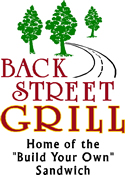 BACK
STREET
GRILL
Home of the
"Build Your Own"
Sandwich